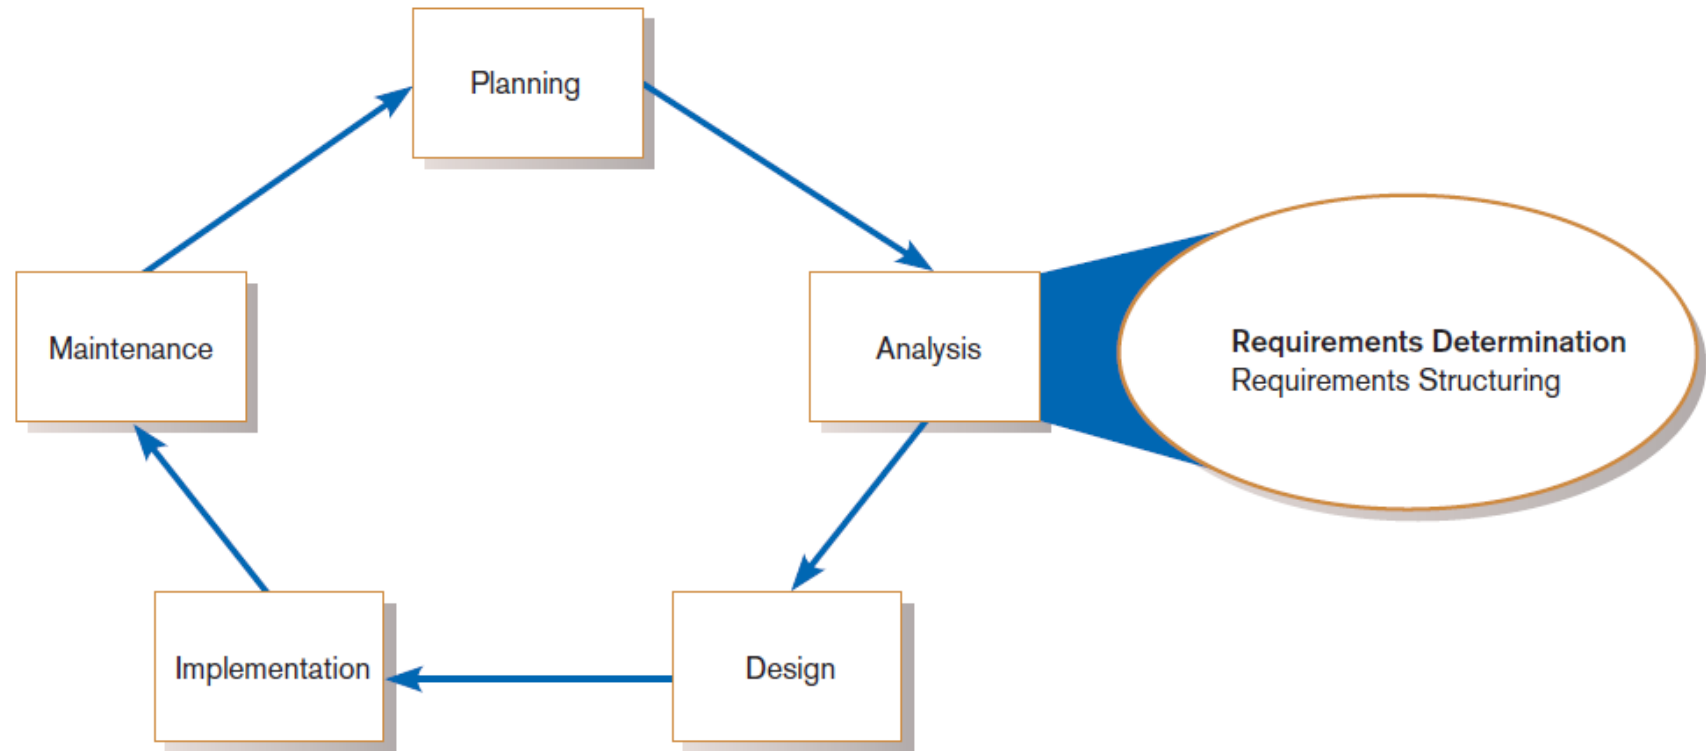 Planning
Maintenance
Analysis
Requirements Determination
Requirements Structuring
Implementation
Design